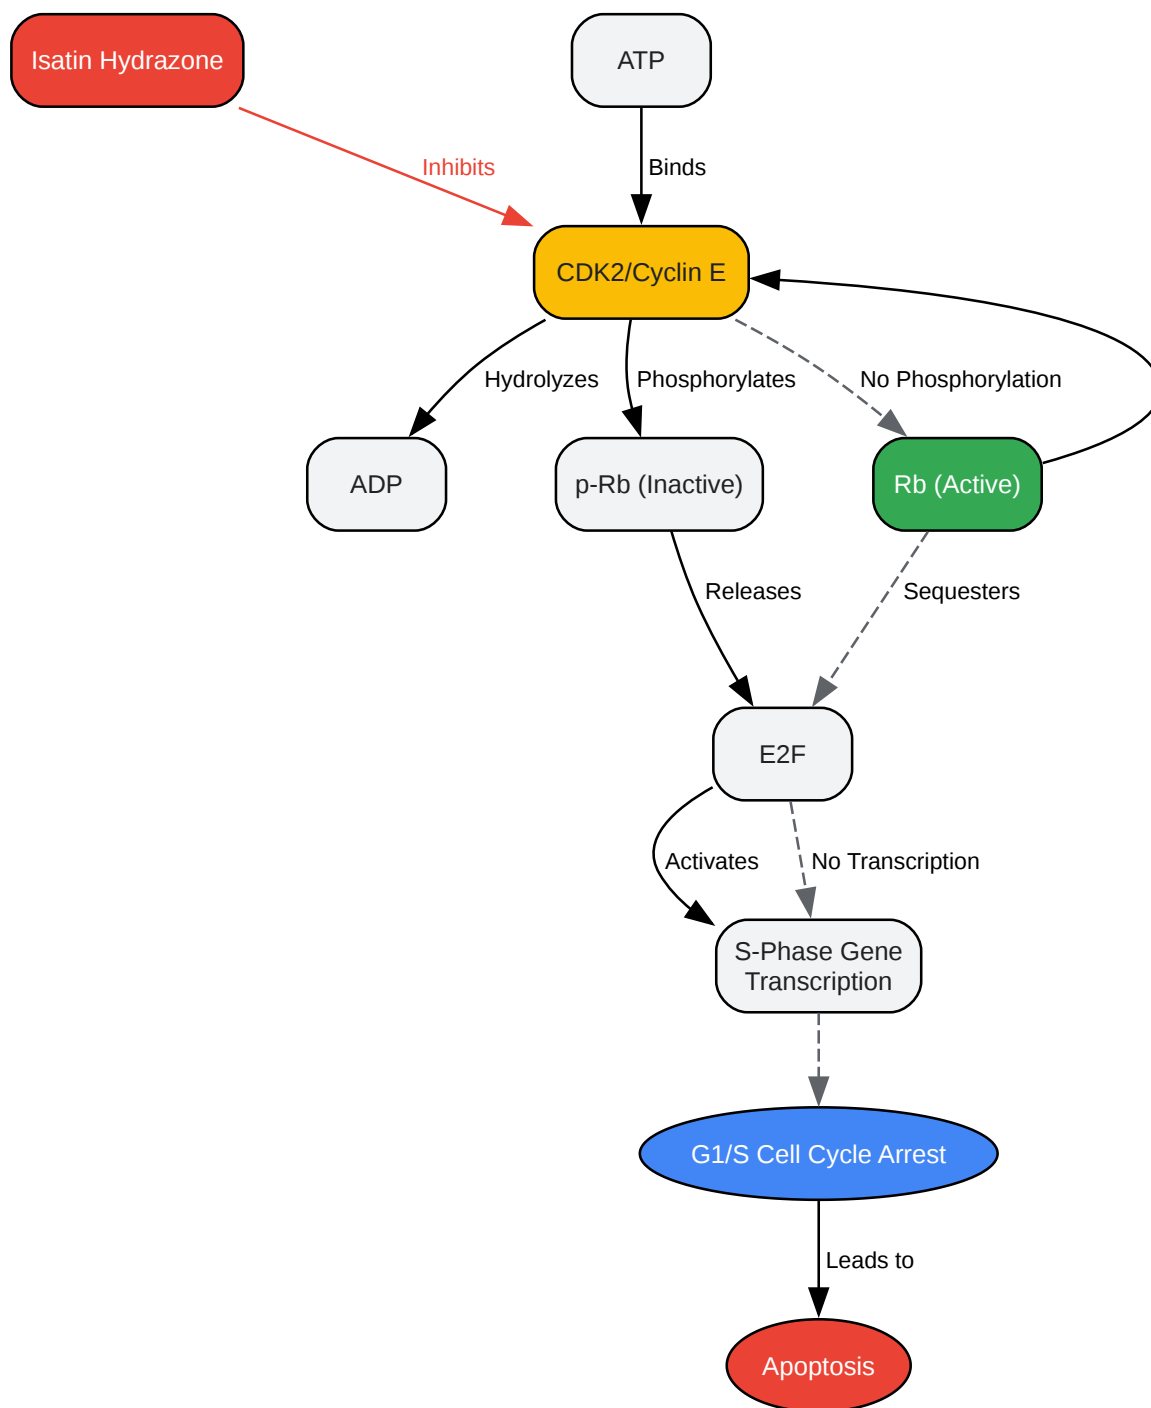 Isatin Hydrazone
ATP
Inhibits
Binds
CDK2/Cyclin E
Hydrolyzes
Phosphorylates
No Phosphorylation
ADP
p-Rb (Inactive)
Rb (Active)
Releases
Sequesters
E2F
Activates
No Transcription
S-Phase Gene
Transcription
G1/S Cell Cycle Arrest
Leads to
Apoptosis